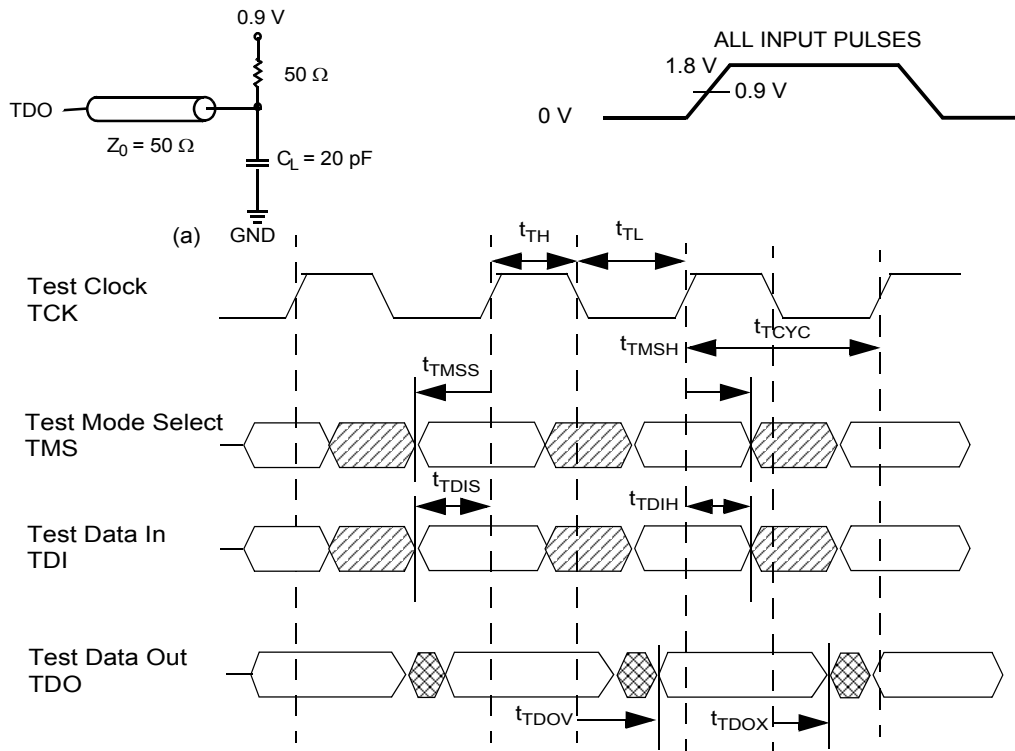 0.9 V
50 Ω
TDO
Z0 = 50 Ω
CL = 20 pF
(a) GND
ALL INPUT PULSES
1.8 V
0.9 V
0 V
tTH
tTL
Test Clock
TCK
tTMSH
tTCYC
tTMSS
Test Mode Select
TMS
tTDIS
tTDIH
Test Data In
TDI
Test Data Out
TDO
tTDOV
tTDOX